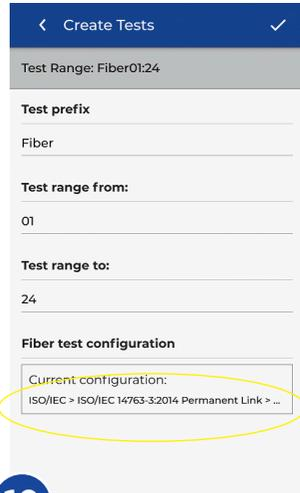 Create Tests
Test Range: Fiber01:24
Test prefix
Fiber
Test range from:
01
Test range to:
24
Fiber test configuration
Current configuration:
ISO/IEC > ISO/IEC 14763-3:2014 Permanent Link > ...